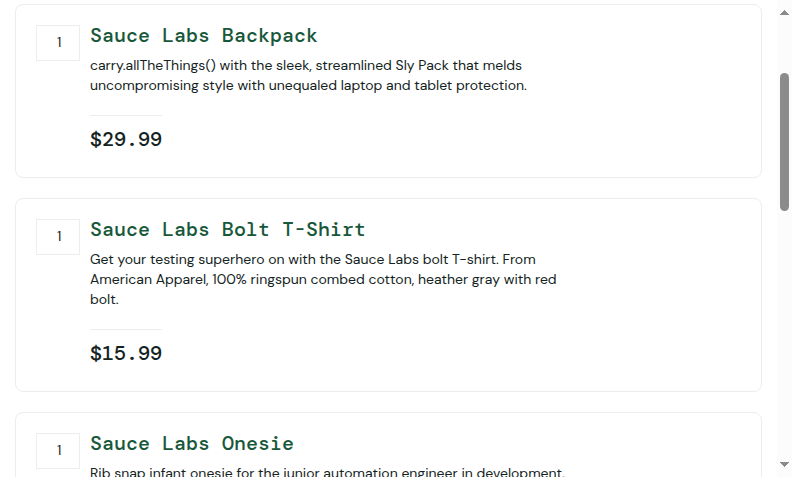 1
Sauce Labs Backpack
carry.allTheThings() with the sleek, streamlined Sly Pack that melds
uncompromising style with unequaled laptop and tablet protection.
$29.99
1
Sauce Labs Bolt T-Shirt
Get your testing superhero on with the Sauce Labs bolt T-shirt. From
American Apparel, 100% ringspun combed cotton, heather gray with red
bolt.
$15.99
1
Sauce Labs Onesie
Rib snap infant onesie for the junior automation engineer in development.